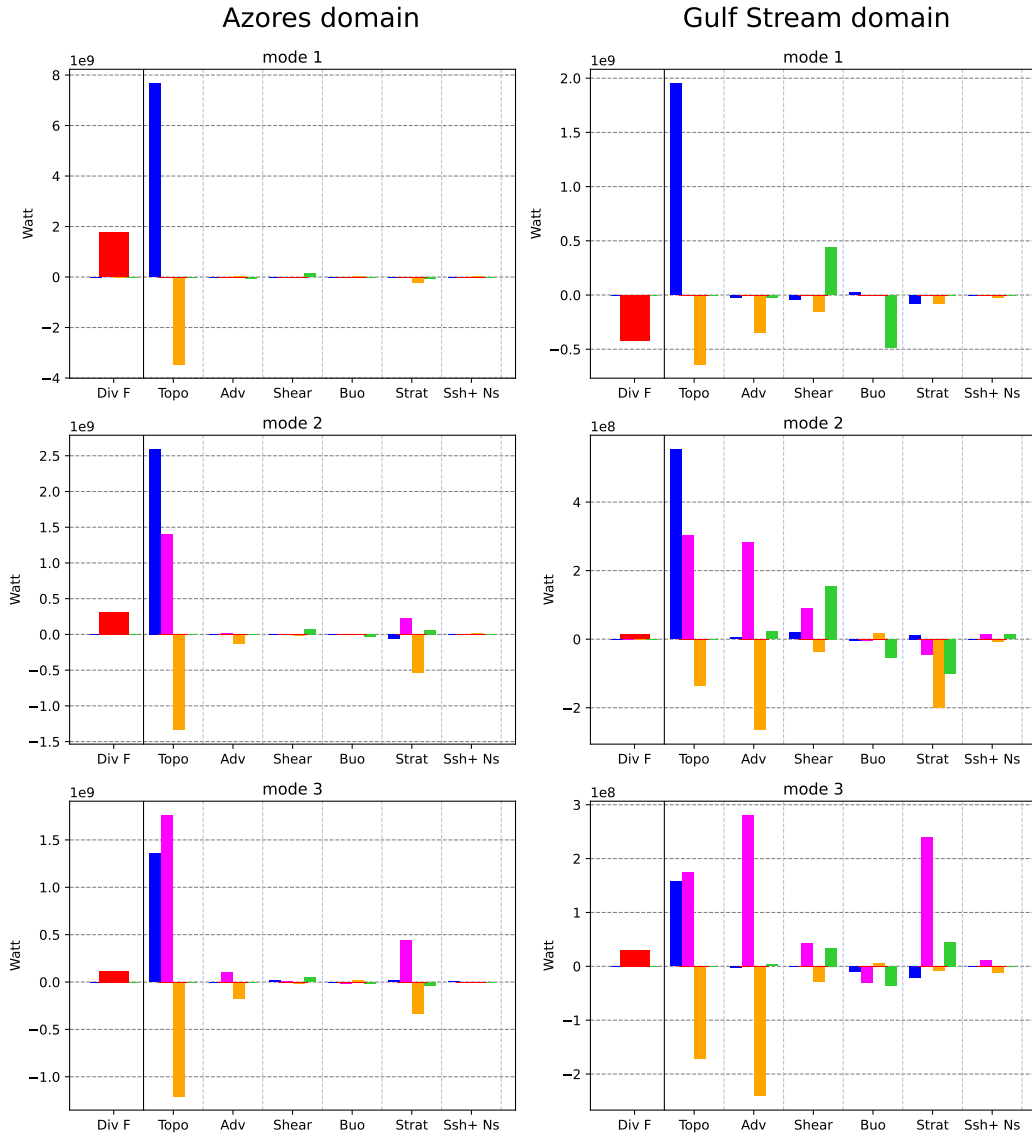 Azores domain
Gulf Stream domain
mode 1
1e9
Watt
8
6
4
2
0
−2
−4
Div F Topo Adv Shear Buo Strat Ssh+ Ns
mode 1
1e9
Watt
2.0
1.5
1.0
0.5
0.0
−0.5
Div F Topo Adv Shear Buo Strat Ssh+ Ns
mode 2
1e9
Watt
2.5
2.0
1.5
1.0
0.5
0.0
−0.5
−1.0
−1.5
Div F Topo Adv Shear Buo Strat Ssh+ Ns
mode 2
1e8
Watt
4
2
0
−2
Div F Topo Adv Shear Buo Strat Ssh+ Ns
mode 3
1e9
Watt
1.5
1.0
0.5
0.0
−0.5
−1.0
Div F Topo Adv Shear Buo Strat Ssh+ Ns
mode 3
1e8
Watt
3
2
1
0
−1
−2
Div F Topo Adv Shear Buo Strat Ssh+ Ns